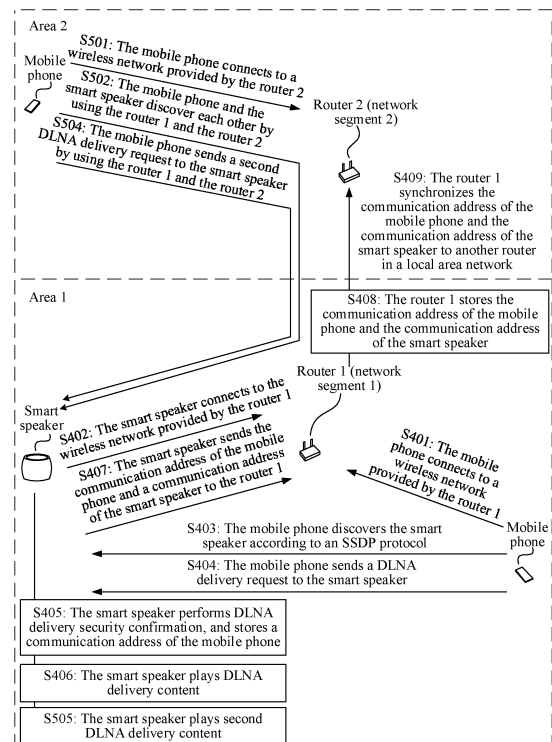 Area 2
S501: The mobile phone connects to a
wireless network provided by the router 2
Mobile
phone
S502: The mobile phone and the
smart speaker discover each other by
using the router 1 and the router 2
S504: The mobile phone sends a second
DLNA delivery request to the smart speaker
by using the router 1 and the router 2
Router 2 (network
segment 2)
S409: The router 1
synchronizes the
communication address of the
mobile phone and the
communication address of the
smart speaker to another router
in a local area network
Area 1
S408: The router 1 stores the
communication address of the mobile
phone and the communication address
of the smart speaker
Router 1 (network
segment 1)
Smart
speaker
S402: The smart speaker connects to the
wireless network provided by the router 1
S407: The smart speaker sends the
communication address of the mobile
phone and a communication address
of the smart speaker to the router 1
S401: The mobile
phone connects to a
wireless network
provided by the router 1
Mobile
phone
S403: The mobile phone discovers the smart
speaker according to an SSDP protocol
S404: The mobile phone sends a DLNA
delivery request to the smart speaker
S405: The smart speaker performs DLNA
delivery security confirmation, and stores a
communication address of the mobile phone
S406: The smart speaker plays DLNA
delivery content
S505: The smart speaker plays second
DLNA delivery content